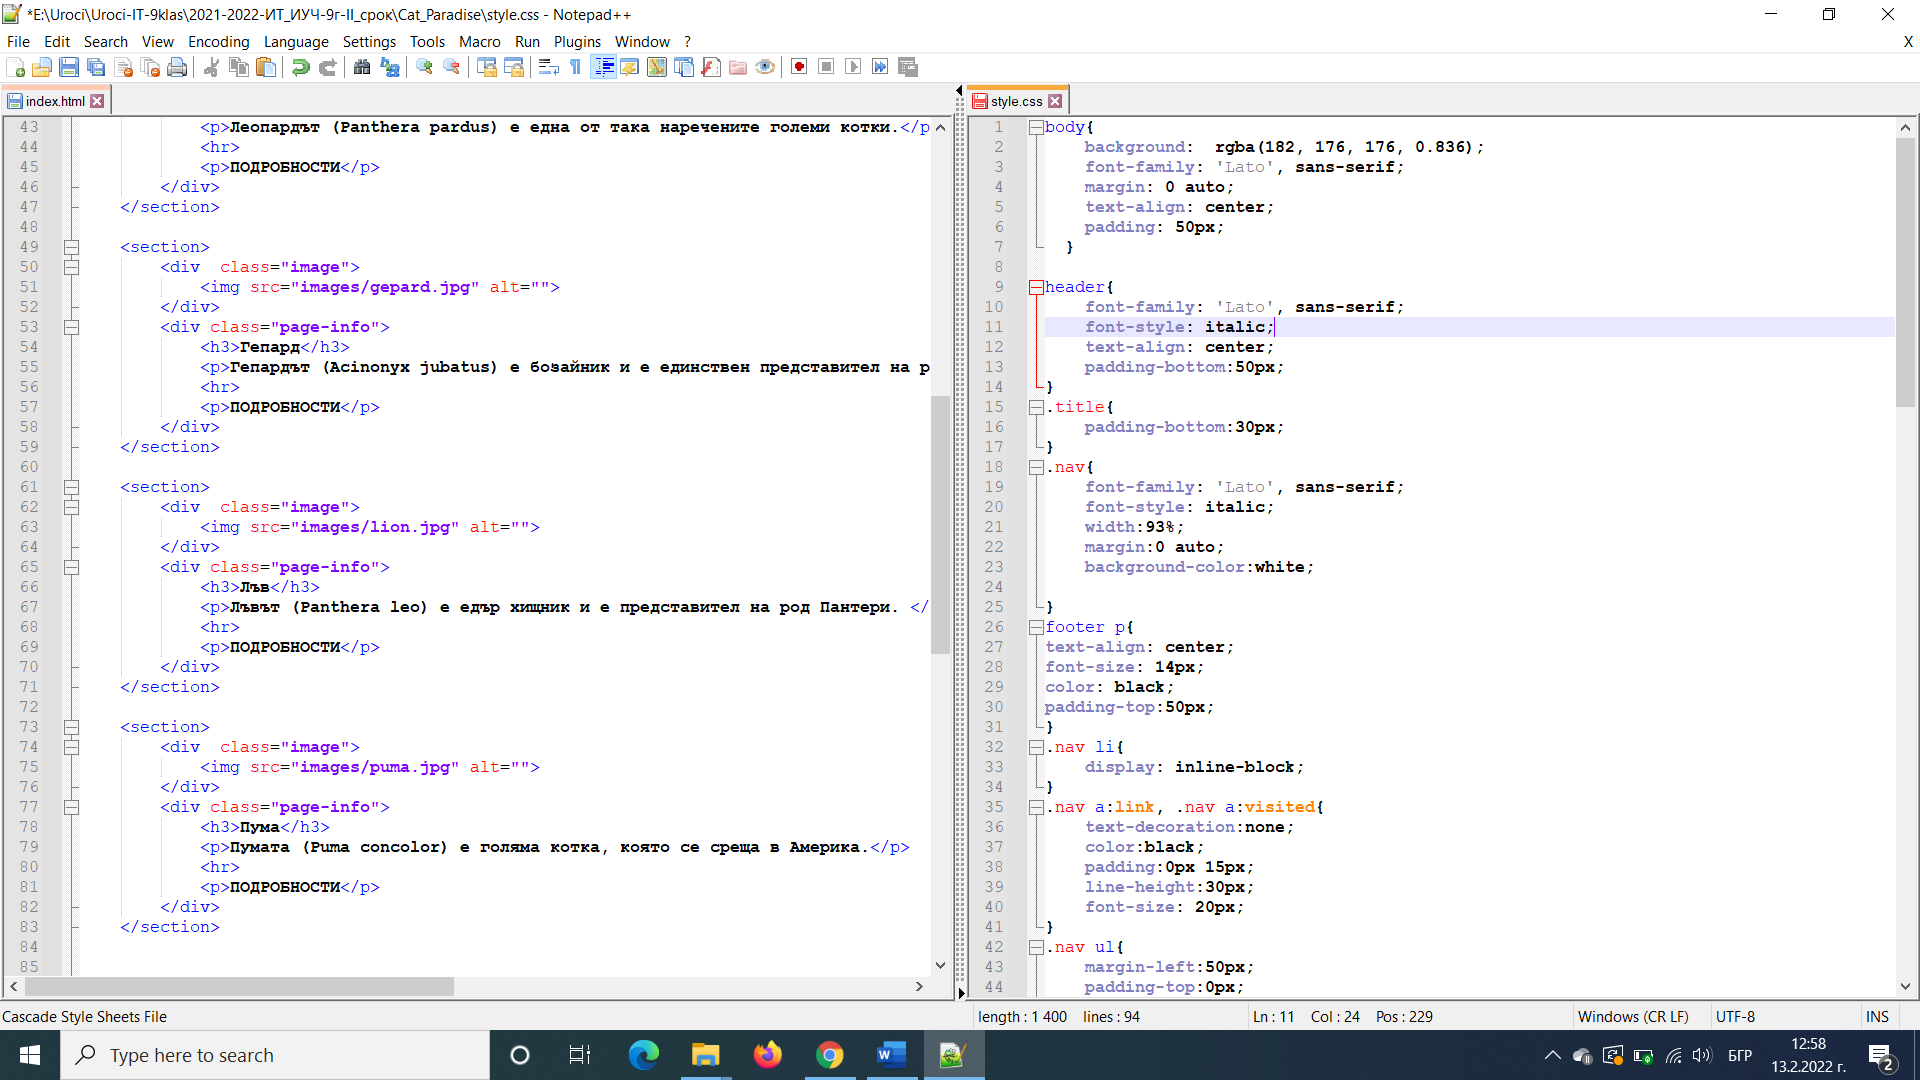 *E:\Uroci\Uroci-IT-9klas\2021-2022-ИТ_ИУЧ-9г-II_срок\Cat_Paradise\style.css - Notepad++
File Edit Search View Encoding Language Settings Tools Macro Run Plugins Window ? X
index.html
43 <p>Леопардът (Panthera pardus) е една от така наречените големи котки.</p
44 <hr>
45 <p>ПОДРОБНОСТИ</p>
46 </div>
47 </section>
48
49 <section>
50 <div  class="image">
51 <img src="images/gepard.jpg" alt="">
52 </div>
53 <div class="page-info">
54 <h3>Гепард</h3>
55 <p>Гепардът (Acinonyx jubatus) е бозайник и е единствен представител на р
56 <hr>
57 <p>ПОДРОБНОСТИ</p>
58 </div>
59 </section>
60
61 <section>
62 <div  class="image">
63 <img src="images/lion.jpg" alt="">
64 </div>
65 <div class="page-info">
66 <h3>Лъв</h3>
67 <p>Лъвът (Panthera leo) е едър хищник и е представител на род Пантери. </
68 <hr>
69 <p>ПОДРОБНОСТИ</p>
70 </div>
71 </section>
72
73 <section>
74 <div  class="image">
75 <img src="images/puma.jpg" alt="">
76 </div>
77 <div class="page-info">
78 <h3>Пума</h3>
79 <p>Пумата (Puma concolor) е голяма котка, която се среща в Америка.</p>
80 <hr>
81 <p>ПОДРОБНОСТИ</p>
82 </div>
83 </section>
84
85
style.css
1 body{
2 background:  rgba(182, 176, 176, 0.836);
3 font-family: 'Lato', sans-serif;
4 margin: 0 auto;
5 text-align: center;
6 padding: 50px;
7 }
8
9 header{
10 font-family: 'Lato', sans-serif;
11 font-style: italic;
12 text-align: center;
13 padding-bottom:50px;
14 }
15 .title{
16 padding-bottom:30px;
17 }
18 .nav{
19 font-family: 'Lato', sans-serif;
20 font-style: italic;
21 width:93%;
22 margin:0 auto;
23 background-color:white;
24
25 }
26 footer p{
27 text-align: center;
28 font-size: 14px;
29 color: black;
30 padding-top:50px;
31 }
32 .nav li{
33 display: inline-block;
34 }
35 .nav a:link, .nav a:visited{
36 text-decoration:none;
37 color:black;
38 padding:0px 15px;
39 line-height:30px;
40 font-size: 20px;
41 }
42 .nav ul{
43 margin-left:50px;
44 padding-top:0px;
Cascade Style Sheets File length : 1 400 lines : 94 Ln : 11 Col : 24 Pos : 229 Windows (CR LF) UTF-8 INS
Type here to search
БГР
12:58
13.2.2022 г.
2